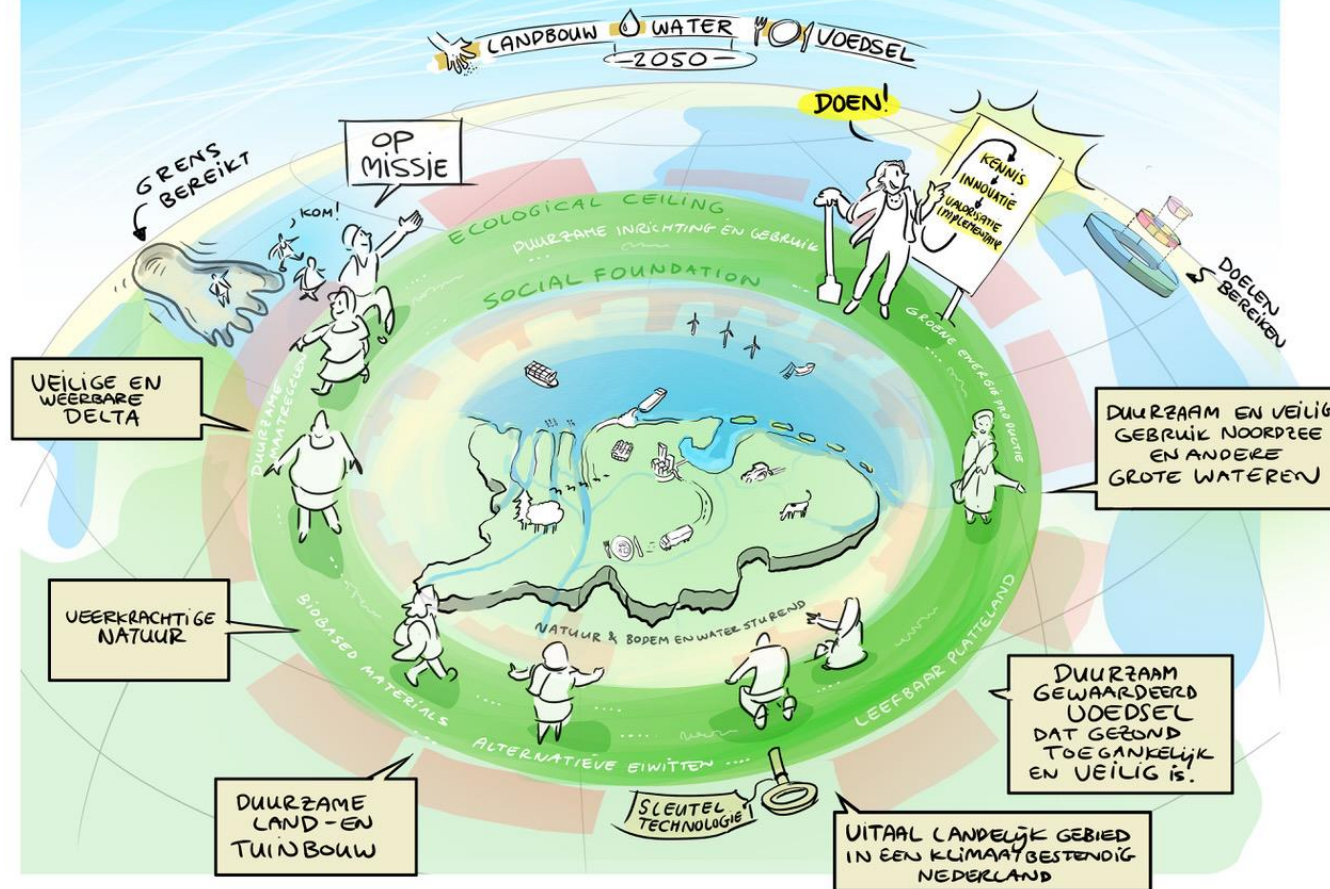 LANDBOUW WATER VOEDSEL
-2050-
DOEN!
OP
MISSIE
GRENS
BEREIKT
KOM!
KENNIS
INNOVATIE
VALORISATIE
IMPLEMENTATIE
DOELEN
BEREIKEN
ECOLOGICAL CEILING
DUURZAME INRICHTING EN GEBRUIK
SOCIAL FOUNDATION
GROENE ENERGIE PRODUCTIE
VEILIGE EN
WEERBARE
DELTA
DUURZAME
MAATREGELEN
DUURZAAM EN VEILIG
GEBRUIK NOORDZEE
EN ANDERE
GROTE WATEREN
VEERKRACHTIGE
NATUUR
BIOBASED MATERIALS
NATUUR & BODEM EN WATER STUREND
LEEFBAAR PLATTELAND
ALTERNATIEVE EIWITTEN
DUURZAAM
GEWAARDEERD
VOEDSEL
DAT GEZOND
TOEGANKELIJK
EN VEILIG is.
DUURZAME
LAND-EN
TUINBOUW
SLEUTEL
TECHNOLOGIE
VITAAL LANDELIJK GEBIED
IN EEN KLIMAATBESTENDIG
NEDERLAND